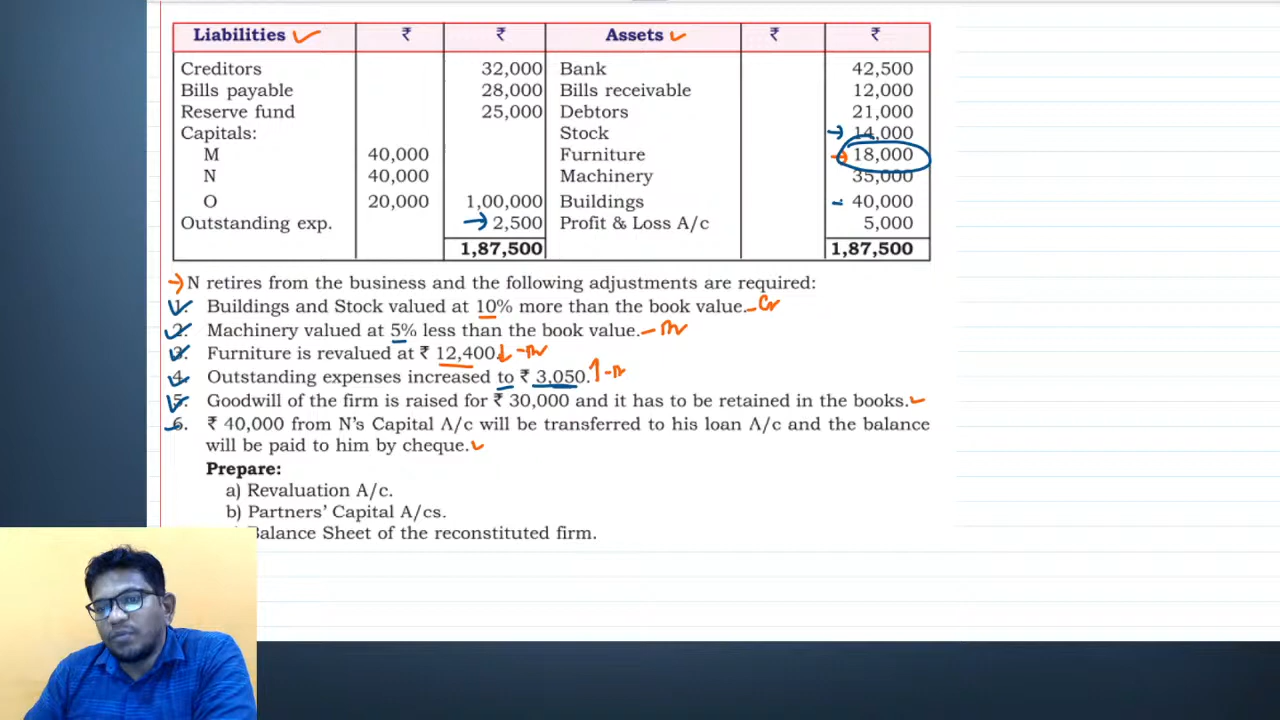 Liabilities ₹ ₹ Assets ₹ ₹
Creditors 32,000 Bank 42,500
Bills payable 28,000 Bills receivable 12,000
Reserve fund 25,000 Debtors 21,000
Capitals: Stock 14,000
M 40,000 Furniture 18,000
N 40,000 Machinery 35,000
O 20,000 1,00,000 Buildings 40,000
Outstanding exp. 2,500 Profit & Loss A/c 5,000
1,87,500 1,87,500
N retires from the business and the following adjustments are required:
1. Buildings and Stock valued at 10% more than the book value. - Cr
2. Machinery valued at 5% less than the book value.
3. Furniture is revalued at ₹ 12,400.
4. Outstanding expenses increased to ₹ 3,050.
5. Goodwill of the firm is raised for ₹ 30,000 and it has to be retained in the books.
6. ₹ 40,000 from N's Capital A/c will be transferred to his loan A/c and the balance
will be paid to him by cheque.
Prepare:
a) Revaluation A/c.
b) Partners' Capital A/cs.
Balance Sheet of the reconstituted firm.